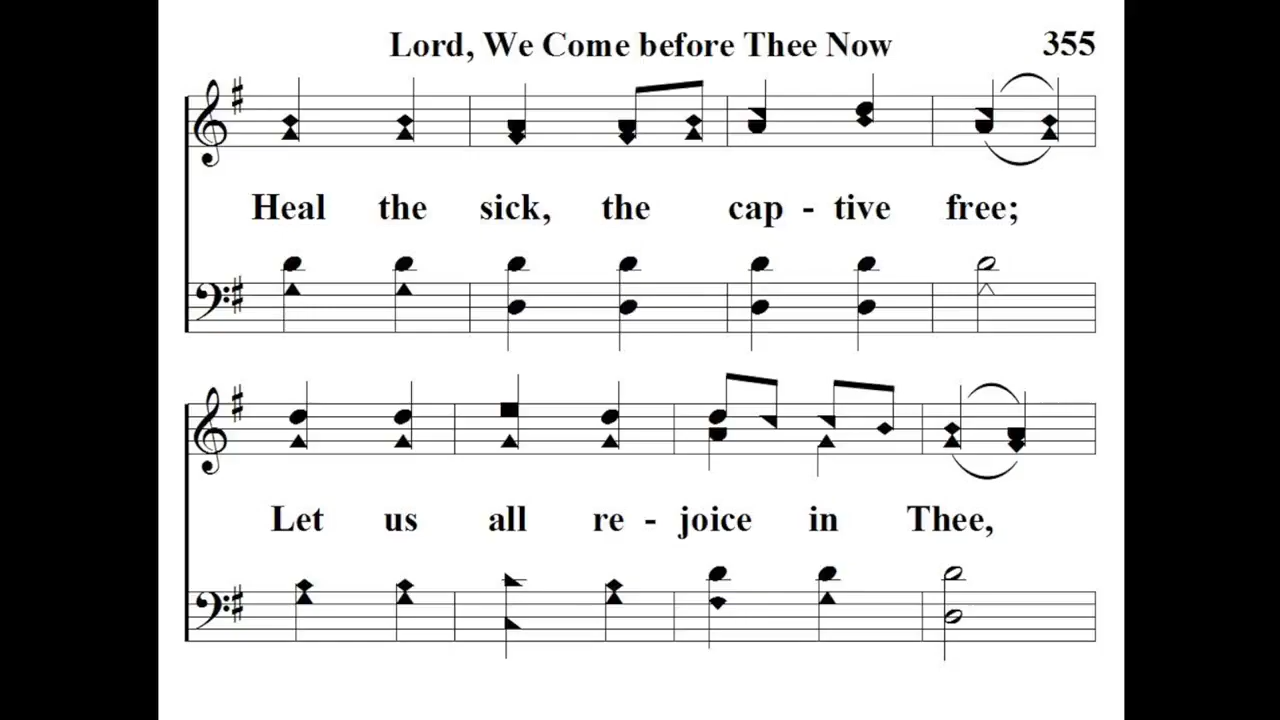 Lord, We Come before Thee Now 355
Heal the sick, the cap - tive free;
Let us all re - joice in Thee,